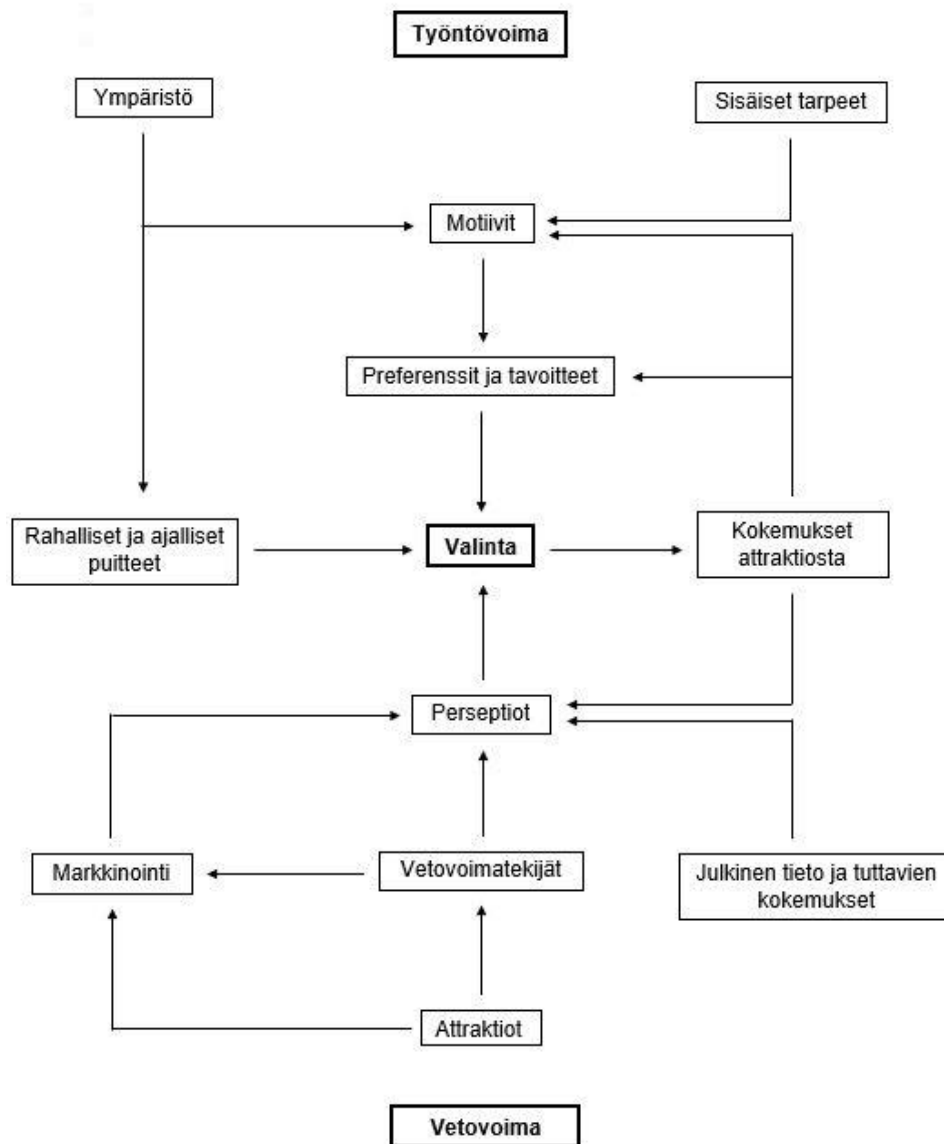 Työntövoima
Ympäristö
Sisäiset tarpeet
Motiivit
Preferenssit ja tavoitteet
Rahalliset ja ajalliset
puitteet
Valinta
Kokemukset
attraktiosta
Perseptiot
Markkinointi
Vetovoimatekijät
Julkinen tieto ja tuttavien
kokemukset
Attraktiot
Vetovoima